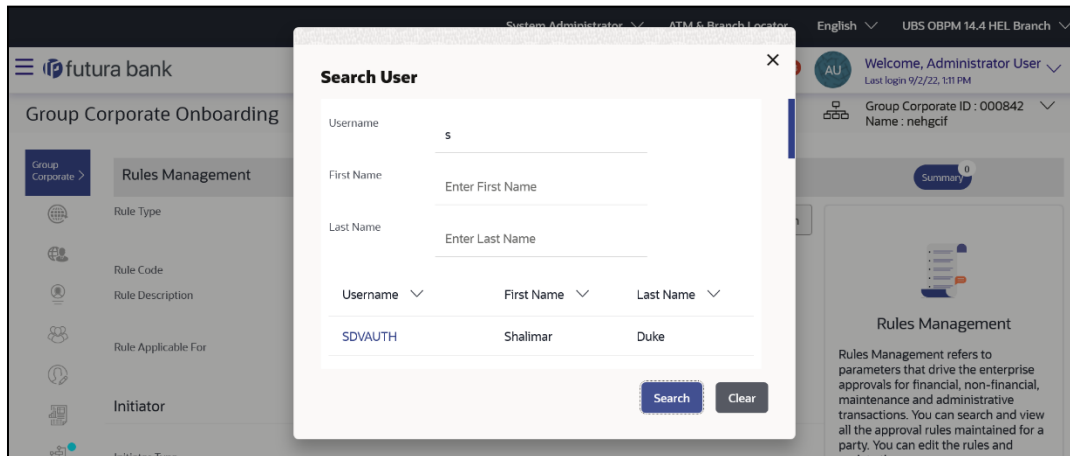 System Administrator
ATM & Branch Locator
English
UBS OBPM 14.4 HEL Branch
futura bank
AU
Welcome, Administrator User
Last login 9/2/22, 1:11 PM
Group Corporate Onboarding
Group Corporate ID : 000842
Name : nehgcif
Group
Corporate >
Rules Management
Summary
0
Rule Type
Rule Code
Rule Description
Rule Applicable For
Initiator
Search User
Username
s
First Name
Enter First Name
Last Name
Enter Last Name
Username First Name Last Name
SDVAUTH Shalimar Duke
Search Clear
Rules Management
Rules Management refers to
parameters that drive the enterprise
approvals for financial, non-financial,
maintenance and administrative
transactions. You can search and view
all the approval rules maintained for a
party. You can edit the rules and